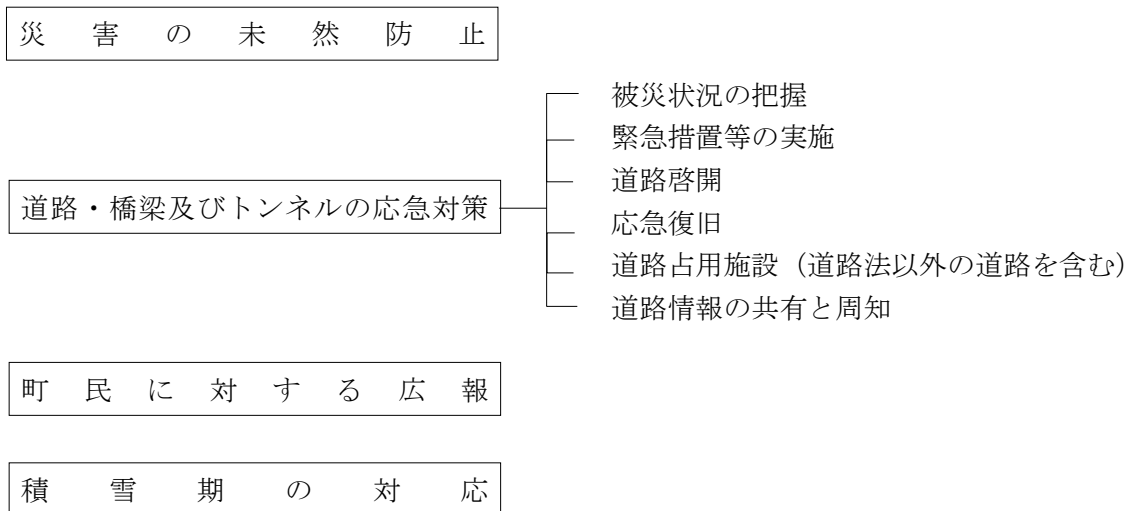 災害の未然防止
被災状況の把握
緊急措置等の実施
道路啓開
道路・橋梁及びトンネルの応急対策
応急復旧
道路占用施設（道路法以外の道路を含む）
道路情報の共有と周知
町民に対する広報
積雪期の対応